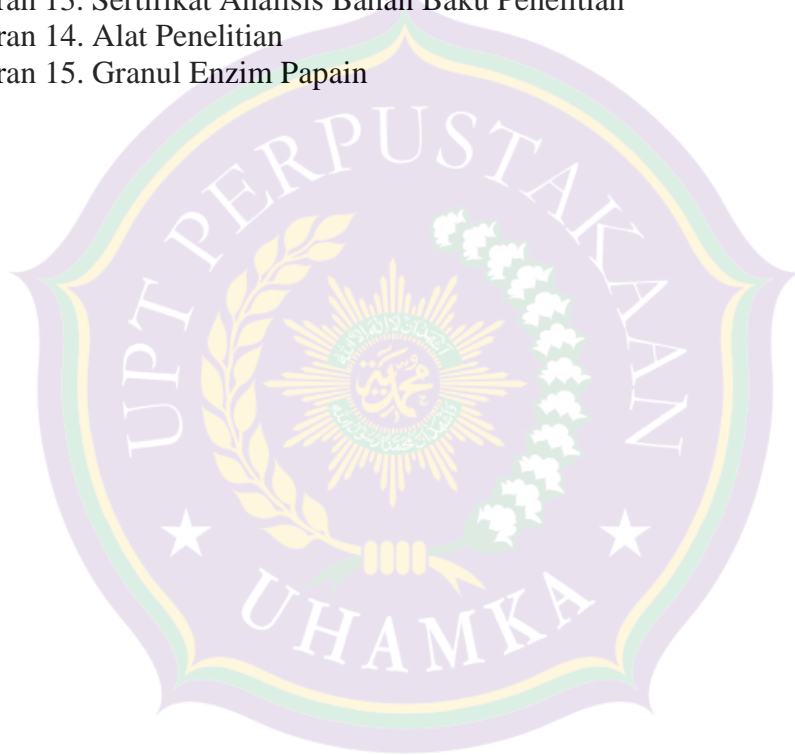 ran 13. Sertifikat Analisis Bahan Baku Penelitian
ran 14. Alat Penelitian
ran 15. Granul Enzim Papain
UPT PERPUSTAKAAN
UHAMKA